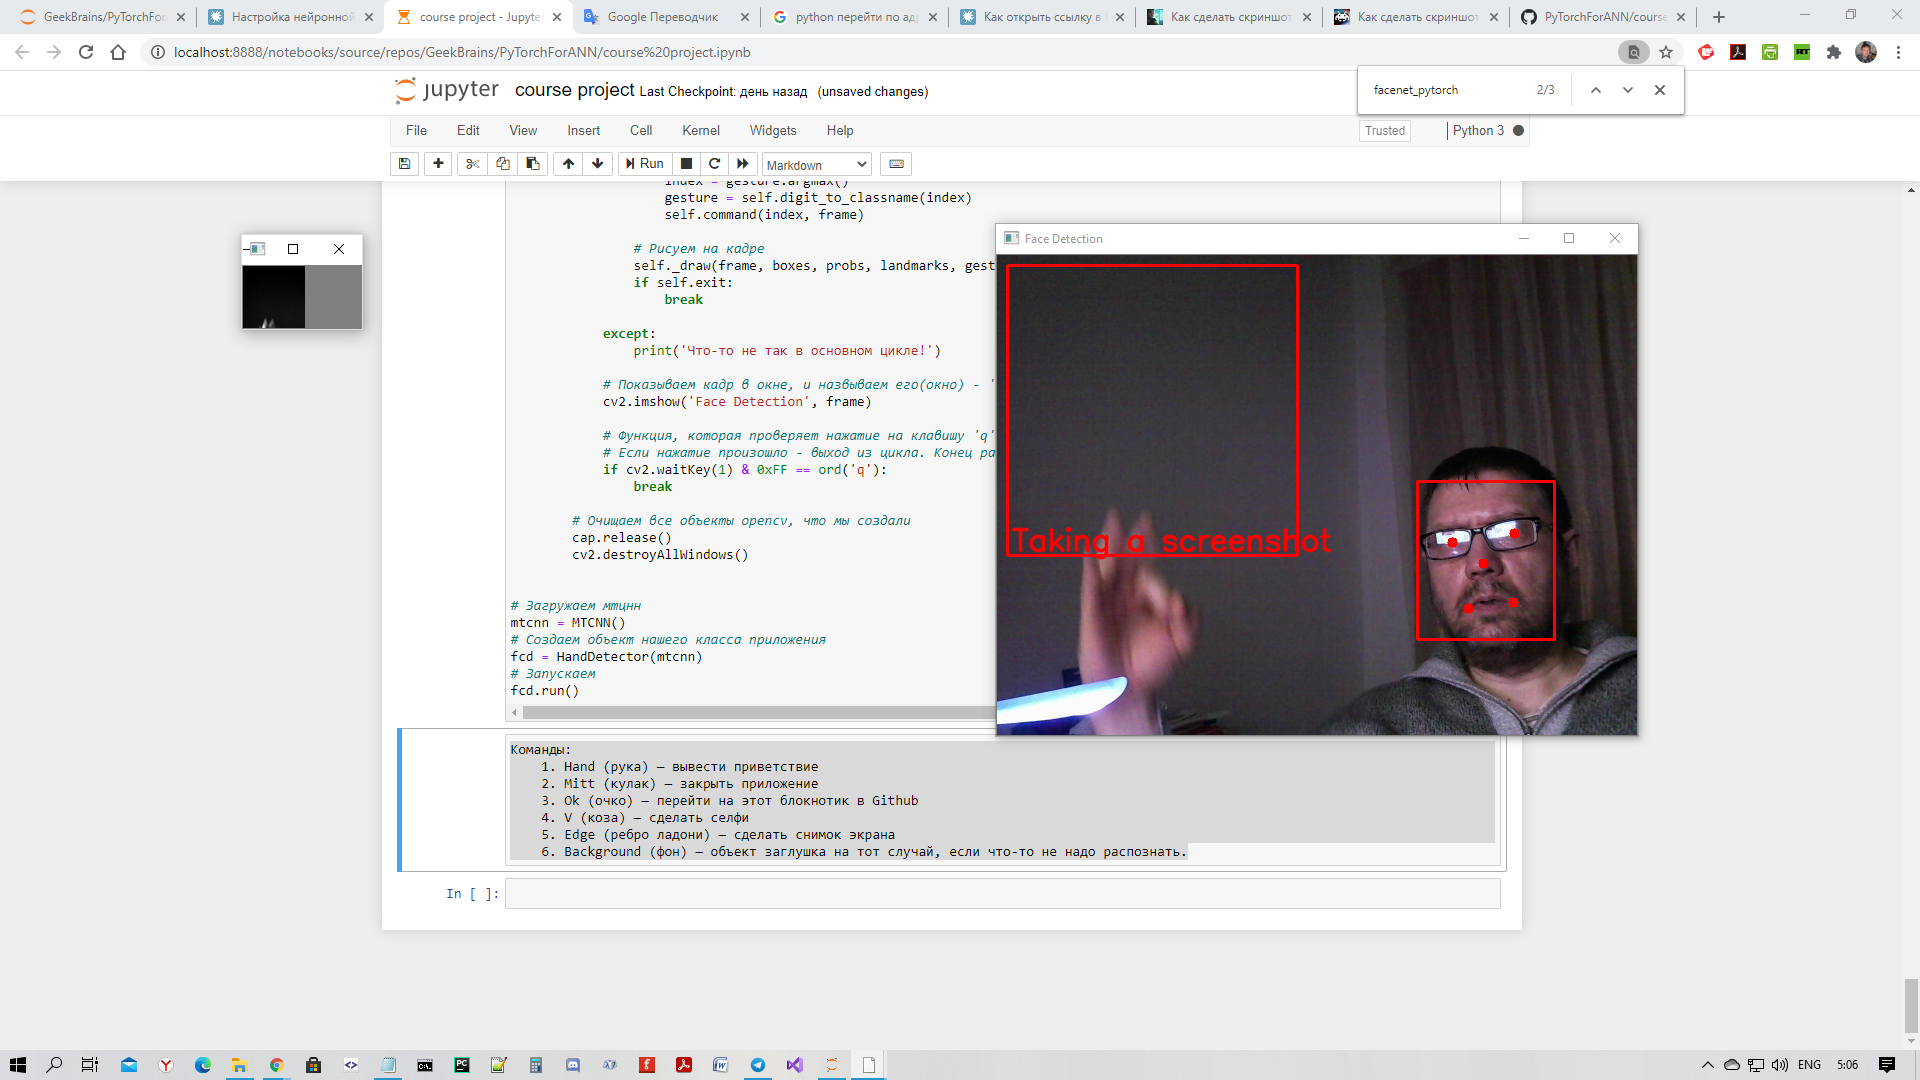 GeekBrains/PyTorchFor
Настройка нейронной
course project - Jupyte
Google Переводчик
python перейти по ад
Как открыть ссылку в
Как сделать скриншот
Как сделать скриншот
PyTorchForANN/course
localhost:8888/notebooks/source/repos/GeekBrains/PyTorchForANN/course%20project.ipynb
facenet_pytorch 2/3
jupyter course project Last Checkpoint: день назад (unsaved changes)
File Edit View Insert Cell Kernel Widgets Help
Trusted Python 3
Run Markdown
index = gesture.argmax()
gesture = self.digit_to_classname(index)
self.command(index, frame)
# Рисуем на кадре
self._draw(frame, boxes, probs, landmarks, gest
if self.exit:
break
except:
print('Что-то не так в основном цикле!')
# Показываем кадр в окне, и назвываем его(окно) - '
cv2.imshow('Face Detection', frame)
# Функция, которая проверяет нажатие на клавишу 'q'
# Если нажатие произошло - выход из цикла. Конец ра
if cv2.waitKey(1) & 0xFF == ord('q'):
break
# Очищаем все объекты opencv, что мы создали
cap.release()
cv2.destroyAllWindows()
# Загружаем мтцнн
mtcnn = MTCNN()
# Создаем объект нашего класса приложения
fcd = HandDetector(mtcnn)
# Запускаем
fcd.run()
Face Detection
Taking a screenshot
Команды:
1. Hand (рука) – вывести приветствие
2. Mitt (кулак) – закрыть приложение
3. Ok (очко) – перейти на этот блокнотик в Github
4. V (коза) – сделать селфи
5. Edge (ребро ладони) – сделать снимок экрана
6. Background (фон) – объект заглушка на тот случай, если что-то не надо распознать.
In [ ]:
ENG 5:06